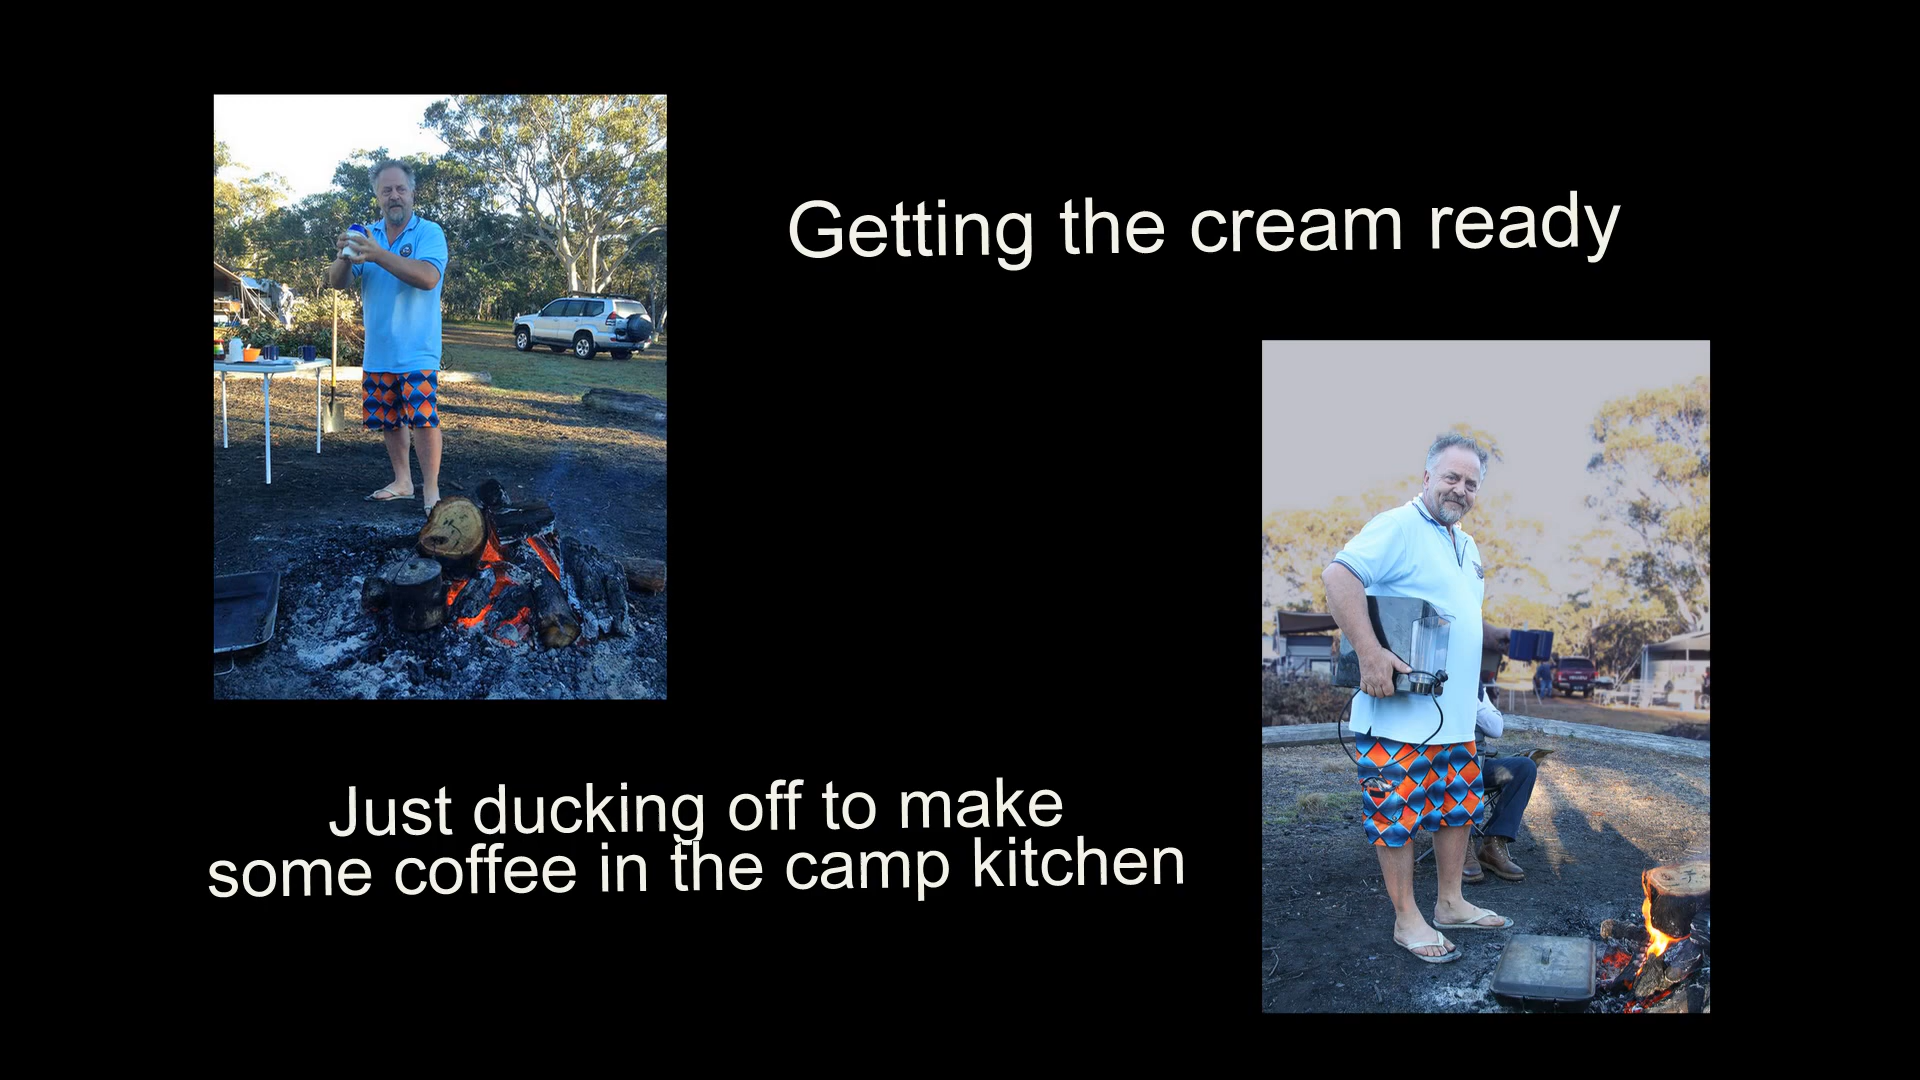 Getting the cream ready
Just ducking off to make
some coffee in the camp kitchen